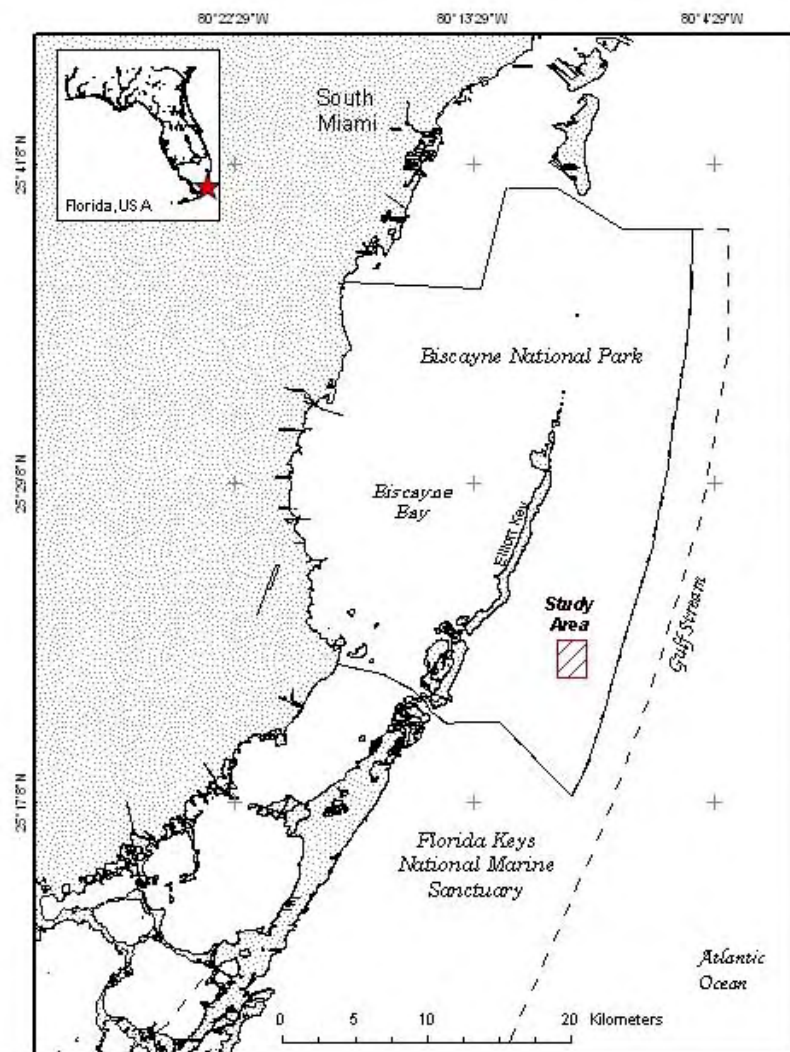 80°22'29"W 80°13'29"W 80°4'29"W
South
Miami
25°41'8"N
Florida, USA
Biscayne National Park
25°29'8"N
Biscayne
Bay
Elliott Key
Study
Area
Gulf Stream
25°17'8"N
Florida Keys
National Marine
Sanctuary
Atlantic
Ocean
0 5 10 20 Kilometers